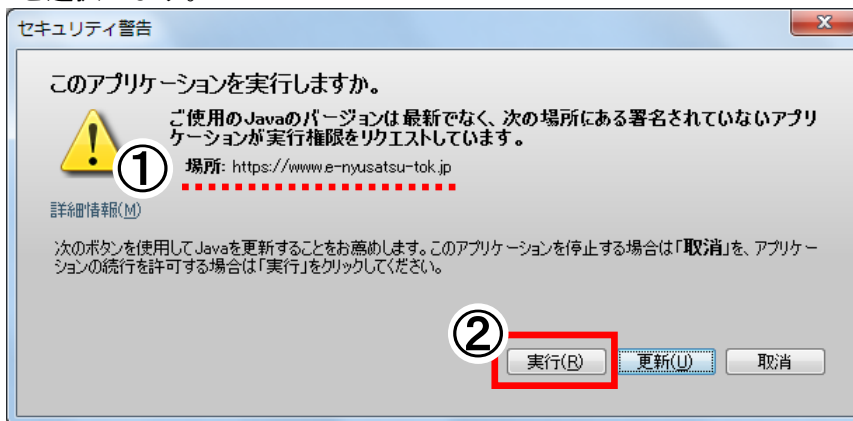 を選択します。
セキュリティ警告
このアプリケーションを実行しますか。
ご使用のJavaのバージョンは最新でなく、次の場所にある署名されていないアプリ
ケーションが実行権限をリクエストしています。
① 場所: https://www.e-nyusatsu-tok.jp
詳細情報(M)
次のボタンを使用してJavaを更新することをお薦めします。このアプリケーションを停止する場合は「取消」を、アプリケー
ションの続行を許可する場合は「実行」をクリックしてください。
②
実行(R) 更新(U) 取消